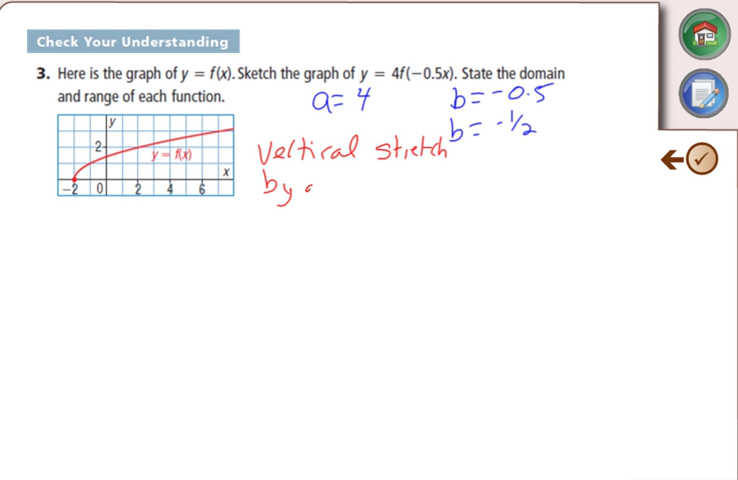 Check Your Understanding
3. Here is the graph of y = f(x). Sketch the graph of y = 4f(−0.5x). State the domain
and range of each function.
a = 4
b = -0.5
b = -1/2
y
2
y = f(x)
x
−2 0 2 4 6
Vertical stretch
by